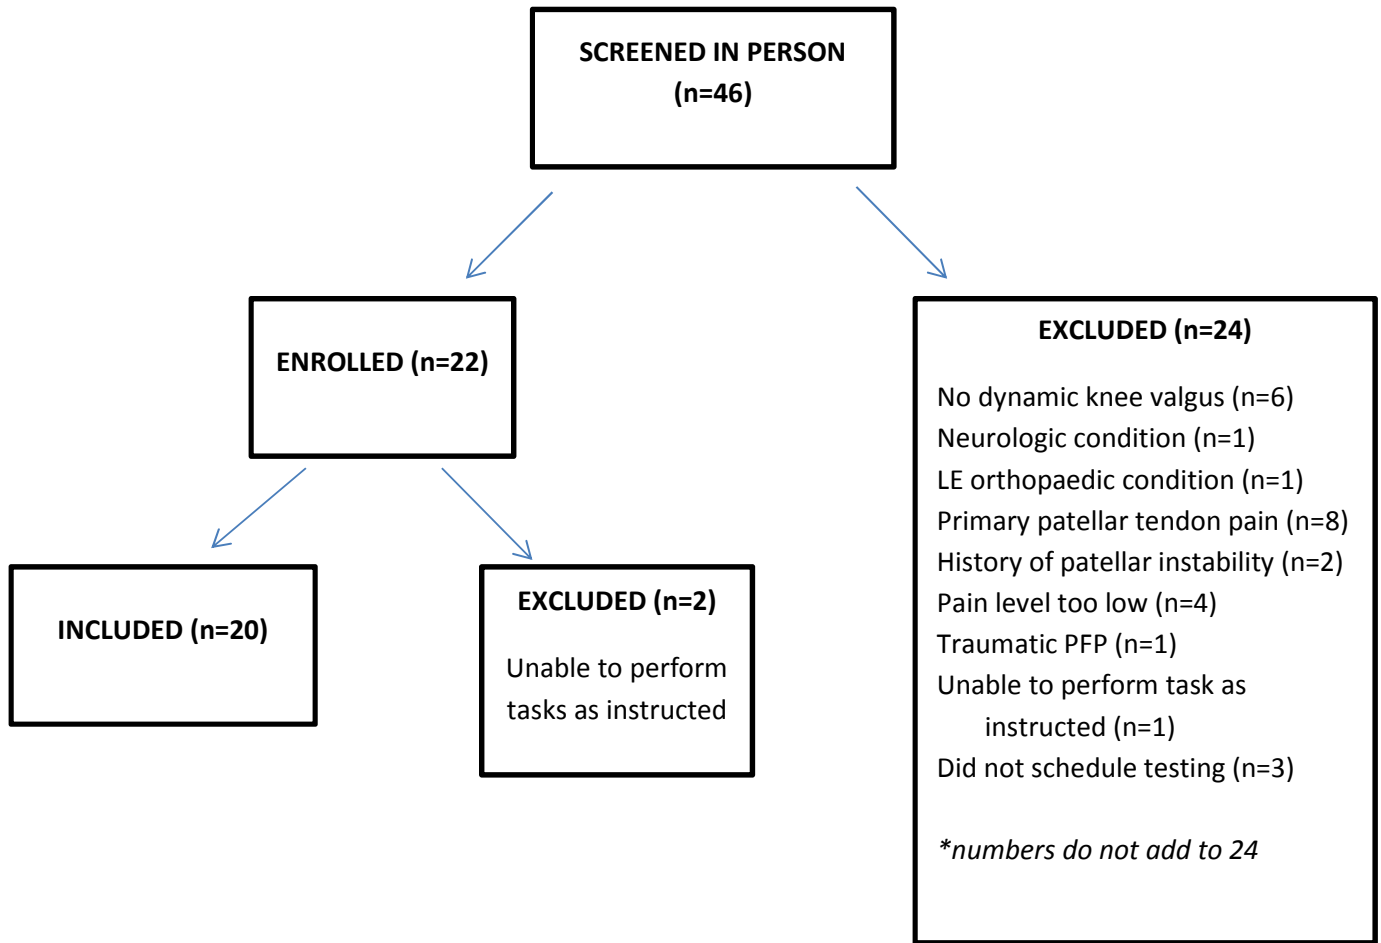 SCREENED IN PERSON
(n=46)
ENROLLED (n=22)
EXCLUDED (n=24)
No dynamic knee valgus (n=6)
Neurologic condition (n=1)
LE orthopaedic condition (n=1)
Primary patellar tendon pain (n=8)
History of patellar instability (n=2)
Pain level too low (n=4)
Traumatic PFP (n=1)
Unable to perform task as
instructed (n=1)
Did not schedule testing (n=3)
*numbers do not add to 24
INCLUDED (n=20)
EXCLUDED (n=2)
Unable to perform
tasks as instructed